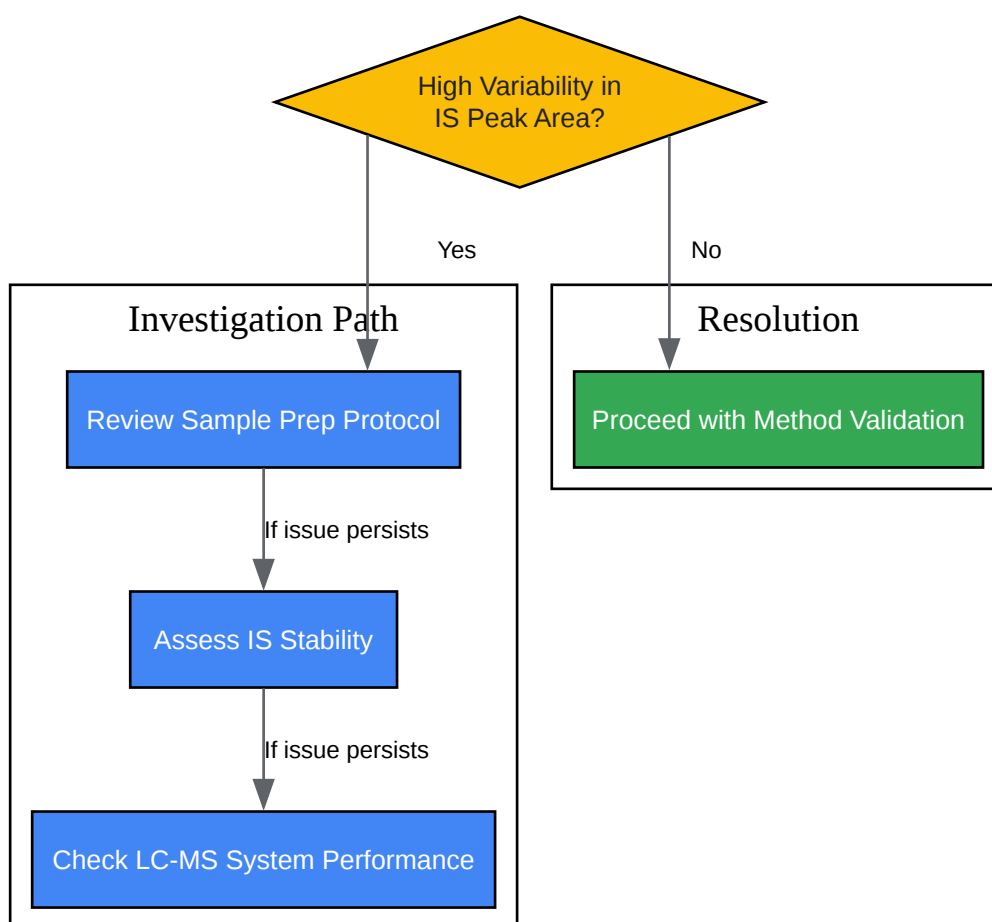 High Variability in
IS Peak Area?
Yes
No
Investigation Path
Resolution
Review Sample Prep Protocol
Proceed with Method Validation
If issue persists
Assess IS Stability
If issue persists
Check LC-MS System Performance